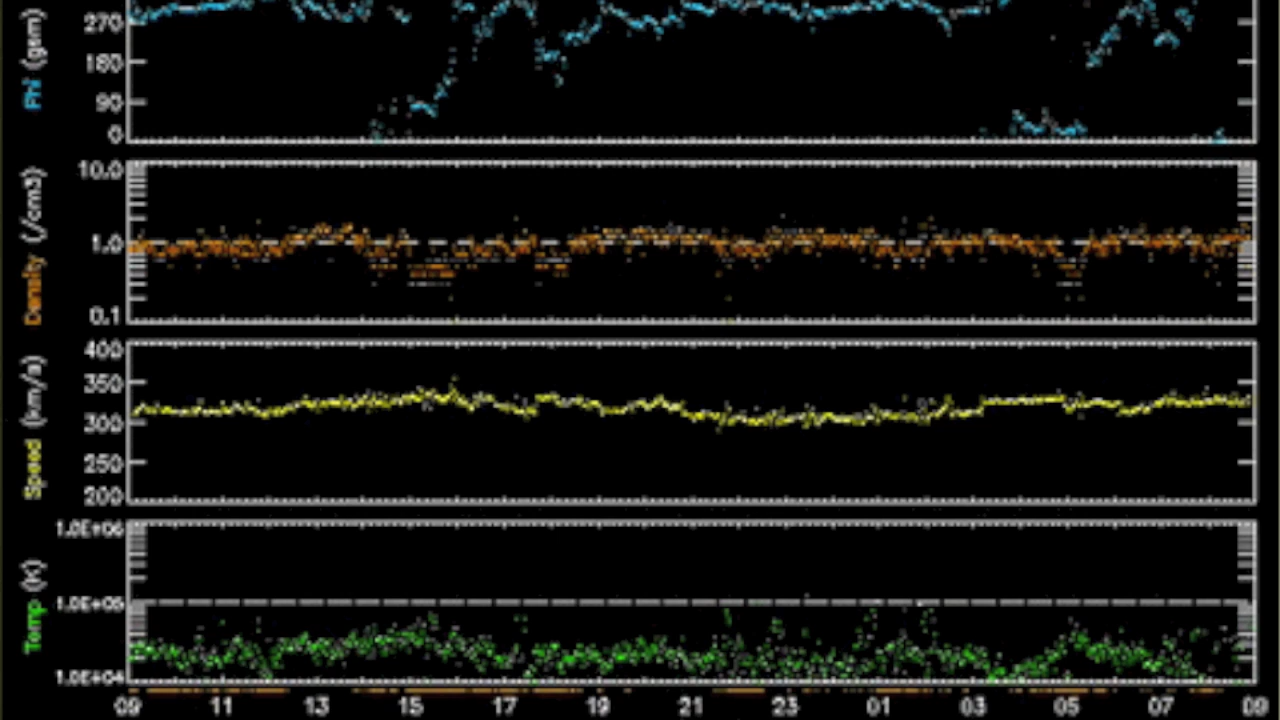 Phi (gsm)
270
180
90
0
Density (/cm3)
10.0
1.0
0.1
Speed (km/s)
400
350
300
250
200
Temp (K)
1.0E+06
1.0E+05
1.0E+04
09 11 13 15 17 19 21 23 01 03 05 07 09